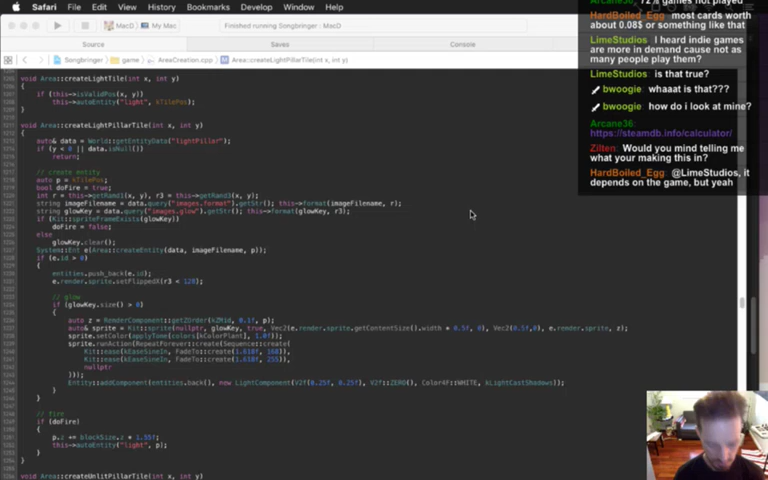 Safari File Edit View History Bookmarks Develop Window Help
MacD My Mac Finished running Songbringer : MacD
Source Saves Console
Songbringer game AreaCreation.cpp Area::createLightTile(int x, int y)
void Area::createLightTile(int x, int y)
{
if (this->isValidPos(x, y))
this->autoEntity("light", kTilePos);
}
void Area::createLightPillarTile(int x, int y)
{
auto& data = World::getEntityData("lightPillar");
if (y < 0 || data.isNull())
return;
// create entity
auto p = kTilePos;
bool doFire = true;
int r = this->getRand1(x, y), r3 = this->getRand3(x, y);
string imageFilename = data.query("images.format").getStr(); this->format(imageFilename, r);
string glowKey = data.query("images.glow").getStr(); this->format(glowKey, r3);
if (Kit::spriteFrameExists(glowKey))
doFire = false;
else
glowKey.clear();
System::Ent e(Area::createEntity(data, imageFilename, p));
if (e.id > 0)
{
entities.push_back(e.id);
e.render.sprite.setFlippedX(r3 < 128);
// glow
if (glowKey.size() > 0)
{
auto z = RenderComponent::getZOrder(kZMid, 0.1f, p);
auto& sprite = Kit::sprite(nullptr, glowKey, true, Vec2(e.render.sprite.getContentSize().width * 0.5f, 0), Vec2(0.5f,0), e.render.sprite, z);
sprite.setColor(applyTone(colors[kColorPlant], 1.0f));
sprite.runAction(RepeatForever::create(Sequence::create(
Kit::ease(kEaseSineIn, FadeTo::create(1.618f, 168)),
Kit::ease(kEaseSineIn, FadeTo::create(1.618f, 255)),
nullptr
)));
Entity::addComponent(entities.back(), new LightComponent(V2f(0.25f, 0.25f), V2f::ZERO(), Color4F::WHITE, kLightCastShadows));
}
}
// fire
if (doFire)
{
p.z += blockSize.z * 1.55f;
this->autoEntity("light", p);
}
}
void Area::createUnlitPillarTile(int x, int y)
Arcane36: 72% games not played
HardBoiled_Egg: most cards worth
about 0.08$ or something like that
LimeStudios: I heard indie games
are more in demand cause not as
many people play them?
LimeStudios: is that true?
bwoogie: whaaat is that???
bwoogie: how do i look at mine?
Arcane36:
https://steamdb.info/calculator/
Zilten: Would you mind telling me
what your making this in?
HardBoiled_Egg: @LimeStudios, it
depends on the game, but yeah